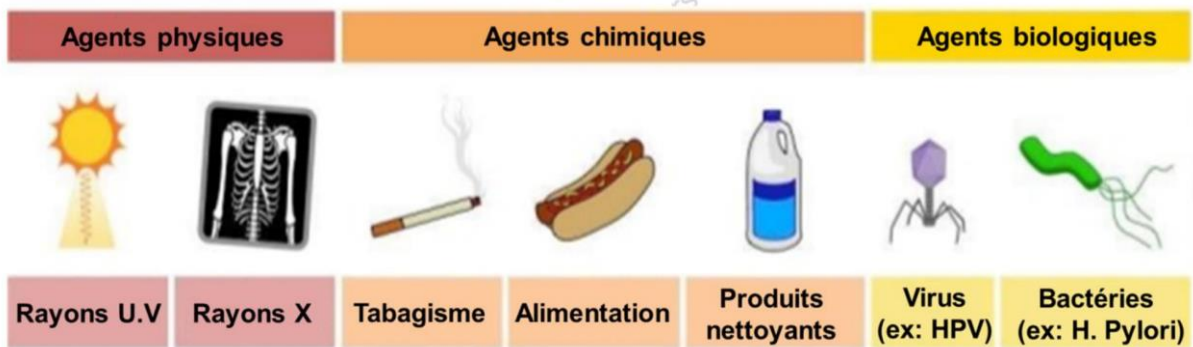 Agents physiques
Agents chimiques
Agents biologiques
Rayons U.V
Rayons X
Tabagisme
Alimentation
Produits
nettoyants
Virus
(ex: HPV)
Bactéries
(ex: H. Pylori)